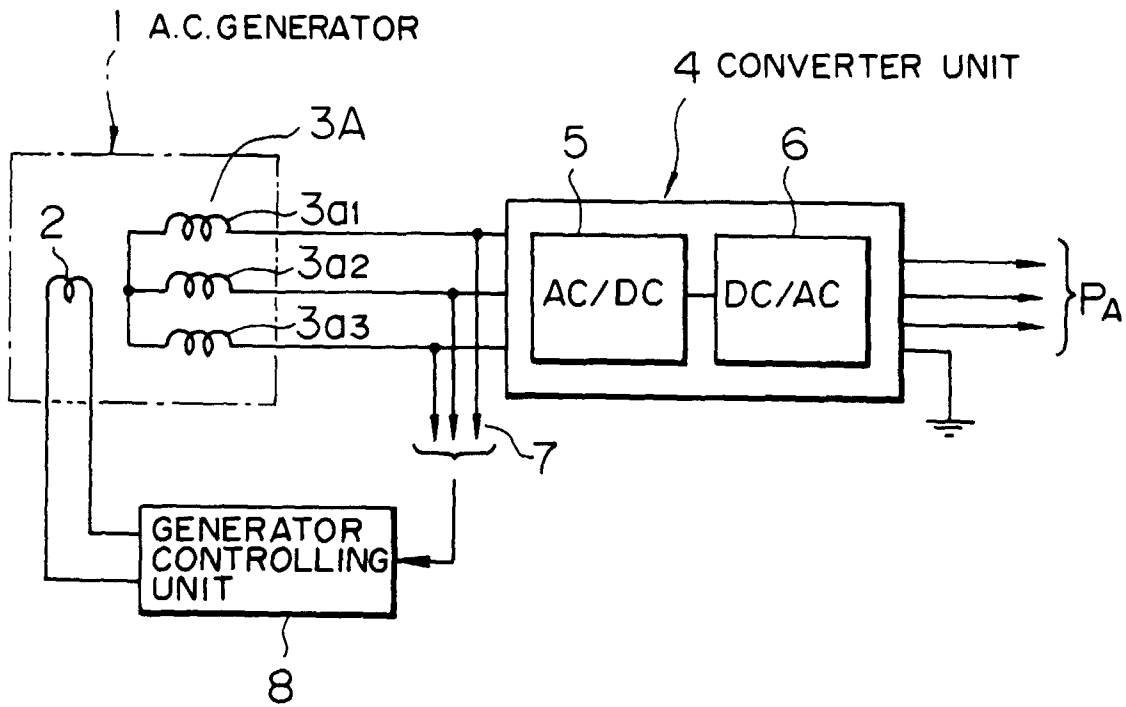 1 A.C. GENERATOR
4 CONVERTER UNIT
3A
5
6
2
3a1
3a2
3a3
AC/DC
DC/AC
PA
7
GENERATOR
CONTROLLING
UNIT
8